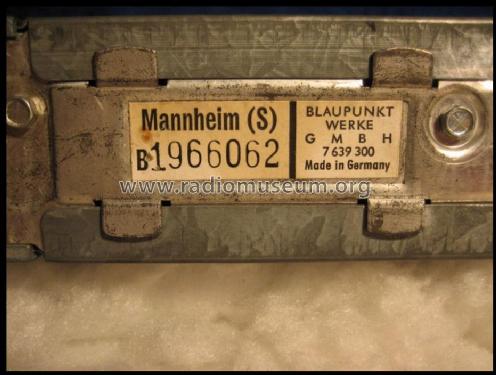 Mannheim (S)
B1966062
BLAUPUNKT
WERKE
G M B H
7 639 300
Made in Germany
www.radiomuseum.org